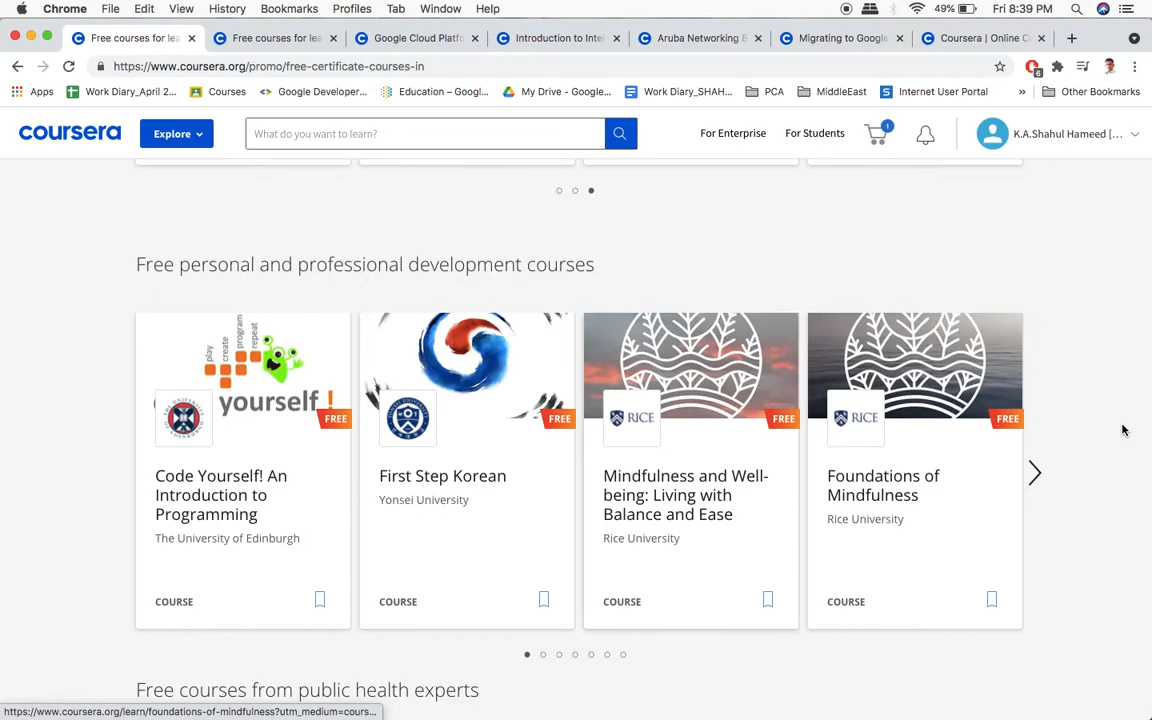 Chrome File Edit View History Bookmarks Profiles Tab Window Help 49% Fri 8:39 PM
Free courses for lea Free courses for lea Google Cloud Platfo Introduction to Inte Aruba Networking B Migrating to Google Coursera | Online C
https://www.coursera.org/promo/free-certificate-courses-in 6
Apps Work Diary_April 2... Courses Google Developer... Education – Googl... My Drive - Google... Work Diary_SHAH... PCA MiddleEast Internet User Portal » Other Bookmarks
coursera Explore What do you want to learn? For Enterprise For Students 1 K.A.Shahul Hameed [...
Free personal and professional development courses
play create program repeat
yourself!
RICE RICE
FREE FREE FREE FREE
Code Yourself! An Introduction to Programming
The University of Edinburgh
COURSE
First Step Korean
Yonsei University
COURSE
Mindfulness and Well-
being: Living with
Balance and Ease
Rice University
COURSE
Foundations of
Mindfulness
Rice University
COURSE
Free courses from public health experts
https://www.coursera.org/learn/foundations-of-mindfulness?utm_medium=cours...